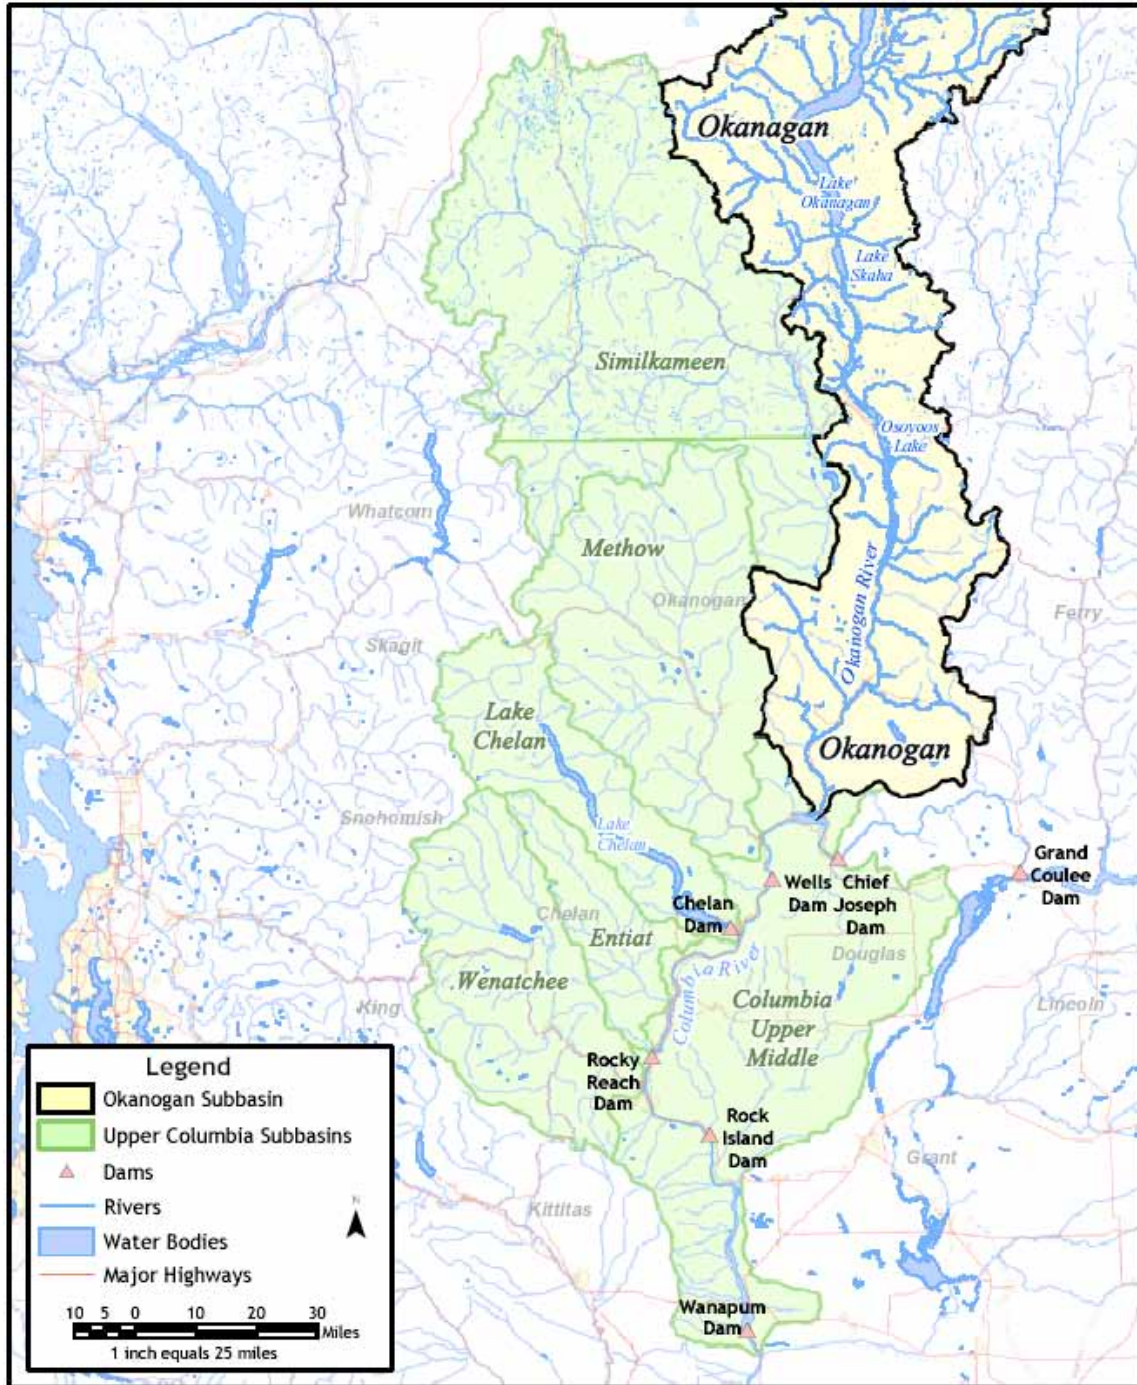 Okanagan
Lake
Okanagan
Lake
Skaha
Similkameen
Osoyoos
Lake
Whatcom
Methow
Okanogan River
Okanogan
Ferry
Skagit
Lake
Chelan
Okanogan
Snohomish
Lake
Chelan
Grand
Coulee
Dam
Wells
Dam
Chief
Joseph
Dam
Chelan
Dam
Chelan
Entiat
Douglas
Wenatchee
Columbia River
King
Columbia
Upper
Middle
Lincoln
Rocky
Reach
Dam
Rock
Island
Dam
Grant
Kittitas
Wanapum
Dam
Legend
Okanogan Subbasin
Upper Columbia Subbasins
Dams
Rivers
N
Water Bodies
Major Highways
10 5 0 10 20 30
Miles
1 inch equals 25 miles